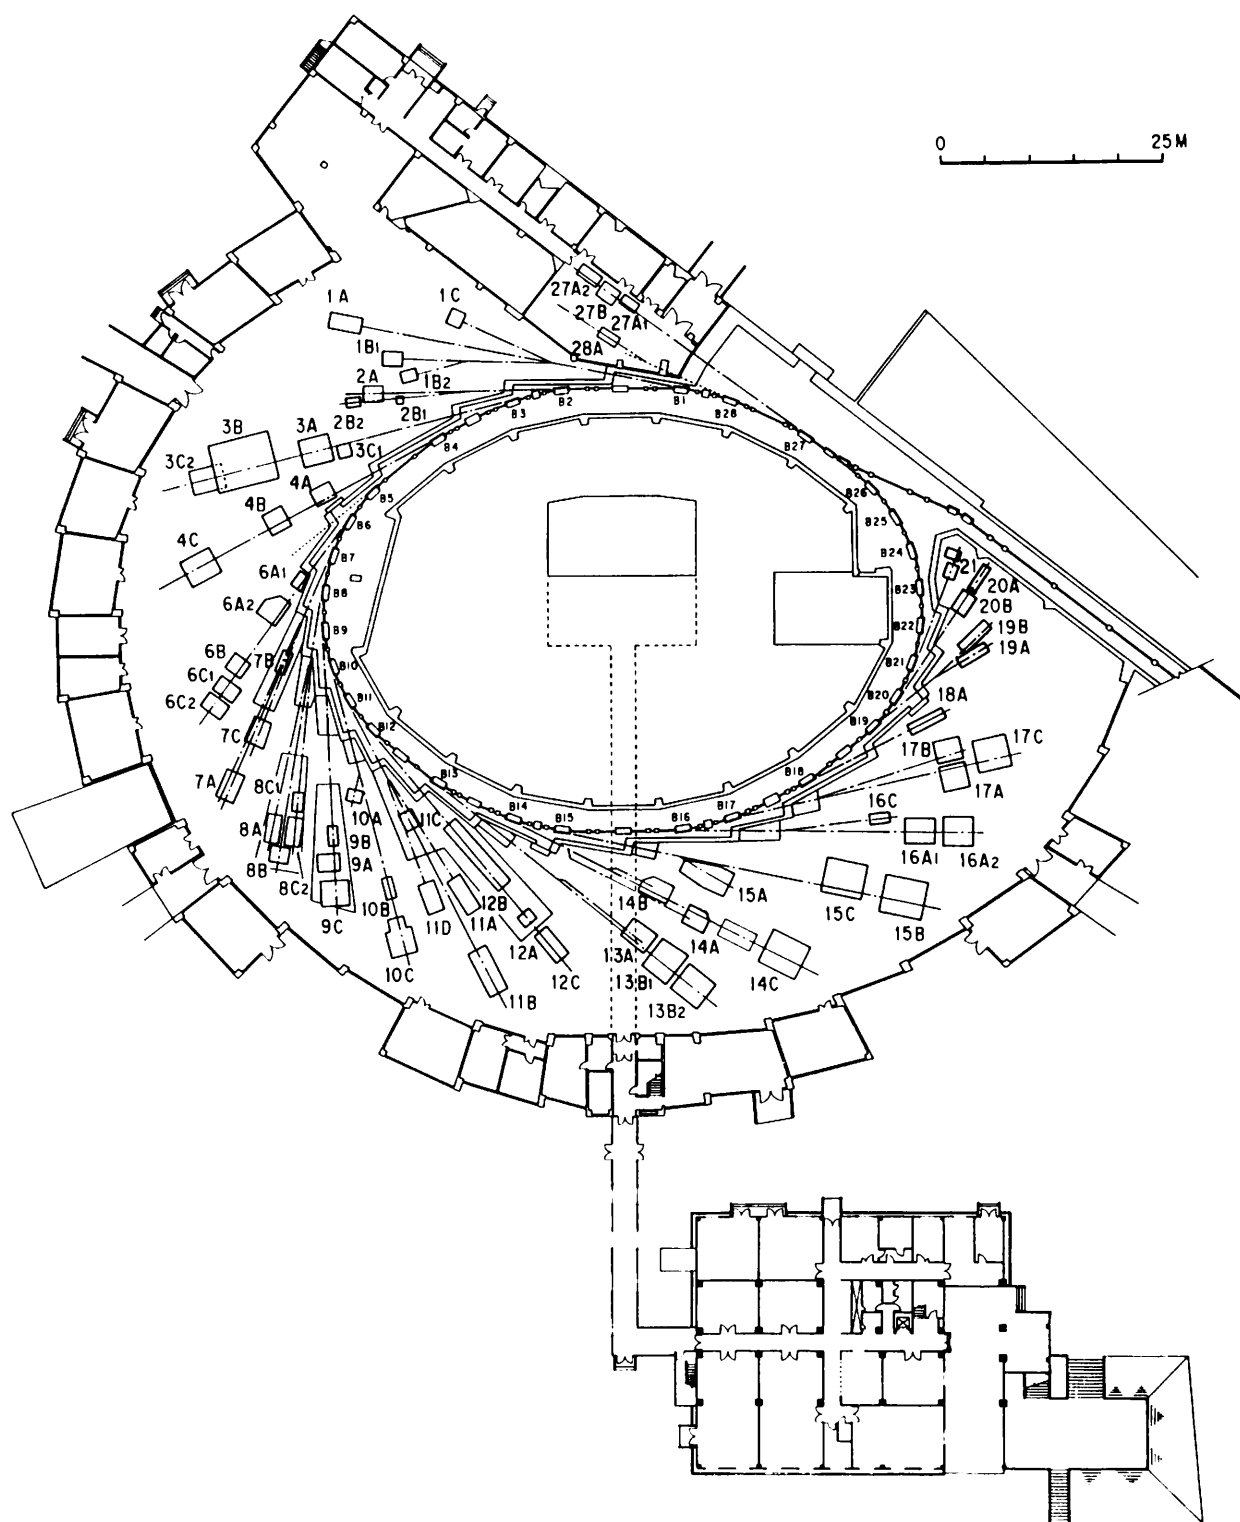 0 25M
27A2
1A 1C 27B
27A1
1B1 28A
2A 1B2
B2 B1 B28
2B2 2B1 B3
3B 3A B4 B27
3C2 3C1
4B 4A B5 B26
B6 B25
4C B7 B24 21
6A1 B8 B23 20A
6A2 20B
B9 B22 19B
6B 7B B10 B21 19A
6C1 B11 B20 18A
6C2 B12 B19
7C 17B 17C
7A 8C1 B13 B18 17A
10A B14 B15 B16 B17 16C
8A 9B 11C
8B 9A 16A1 16A2
8C2 12B 14B 15A
9C 10B 11D 11A 15C
12A 13A 14A 15B
10C 12C 13B1 14C
11B 13B2